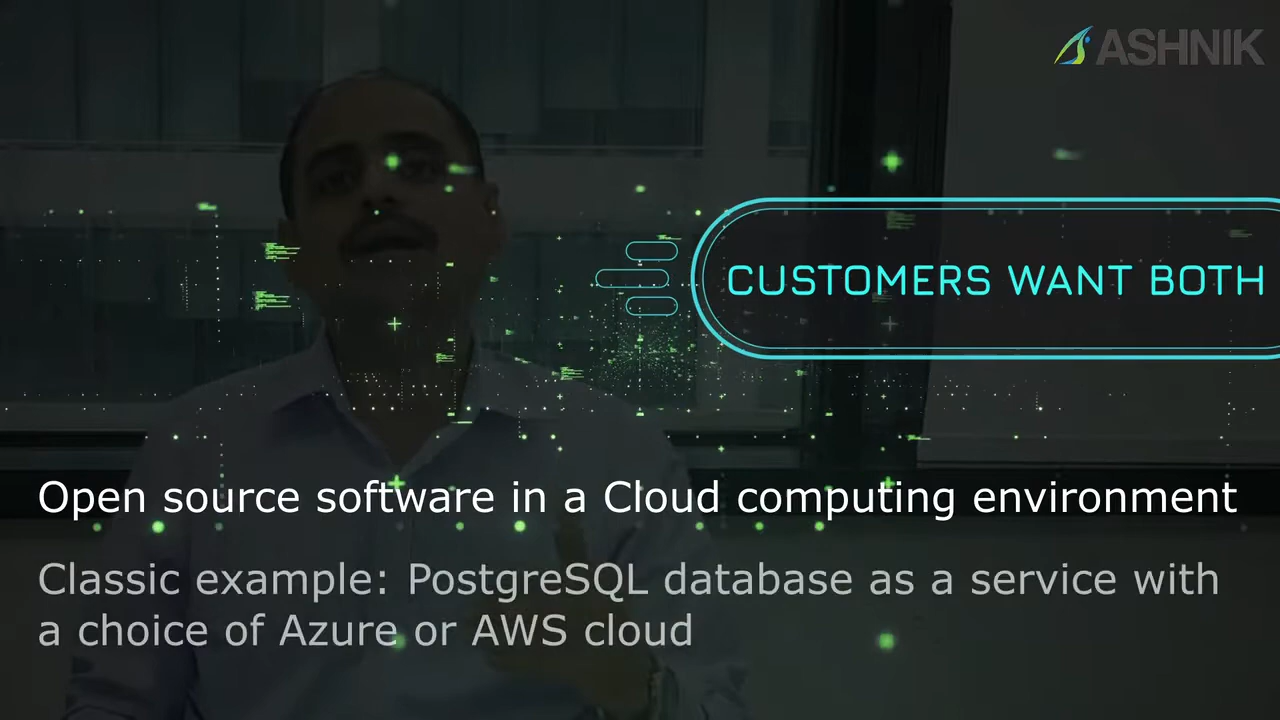 ASHNIK
CUSTOMERS WANT BOTH
Open source software in a Cloud computing environment
Classic example: PostgreSQL database as a service with
a choice of Azure or AWS cloud